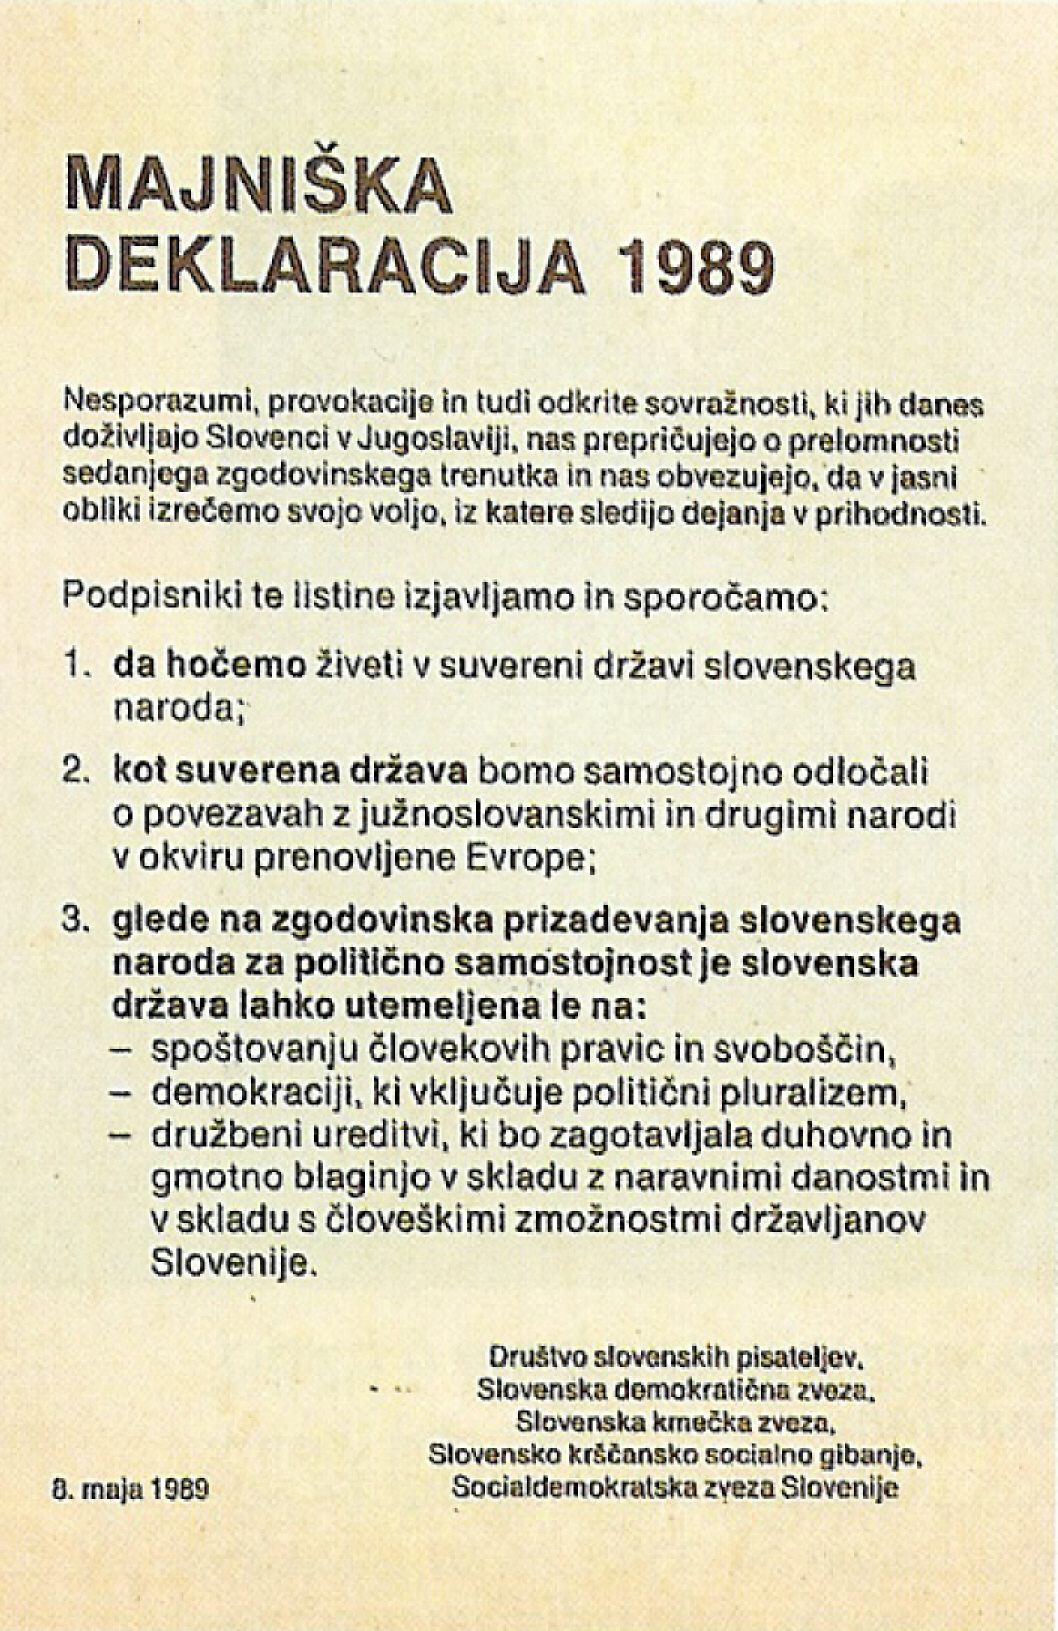 MAJNIŠKA
DEKLARACIJA 1989
Nesporazumi, provokacije in tudi odkrite sovražnosti, ki jih danes
doživljajo Slovenci v Jugoslaviji, nas prepričujejo o prelomnosti
sedanjega zgodovinskega trenutka in nas obvezujejo, da v jasni
obliki izrečemo svojo voljo, iz katere sledijo dejanja v prihodnosti.
Podpisniki te listine izjavljamo in sporočamo:
1. da hočemo živeti v suvereni državi slovenskega
naroda;
2. kot suverena država bomo samostojno odločali
o povezavah z južnoslovanskimi in drugimi narodi
v okviru prenovljene Evrope;
3. glede na zgodovinska prizadevanja slovenskega
naroda za politično samostojnost je slovenska
država lahko utemeljena le na:
– spoštovanju človekovih pravic in svoboščin,
– demokraciji, ki vključuje politični pluralizem,
– družbeni ureditvi, ki bo zagotavljala duhovno in
gmotno blaginjo v skladu z naravnimi danostmi in
v skladu s človeškimi zmožnostmi državljanov
Slovenije.
Društvo slovenskih pisateljev,
Slovenska demokratična zveza,
Slovenska kmečka zveza,
Slovensko krščansko socialno gibanje,
8. maja 1989 Socialdemokratska zveza Slovenije